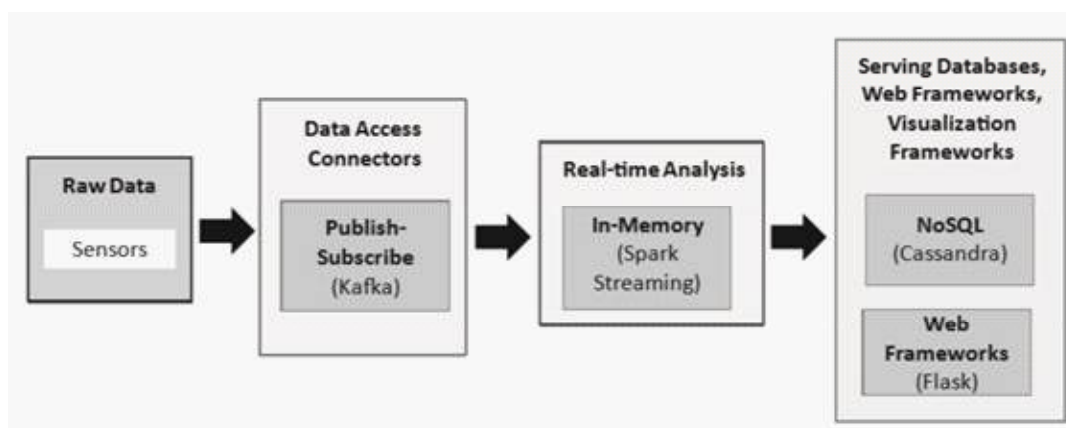 Raw Data
Sensors
Data Access
Connectors
Publish-
Subscribe
(Kafka)
Real-time Analysis
In-Memory
(Spark
Streaming)
Serving Databases,
Web Frameworks,
Visualization
Frameworks
NoSQL
(Cassandra)
Web
Frameworks
(Flask)